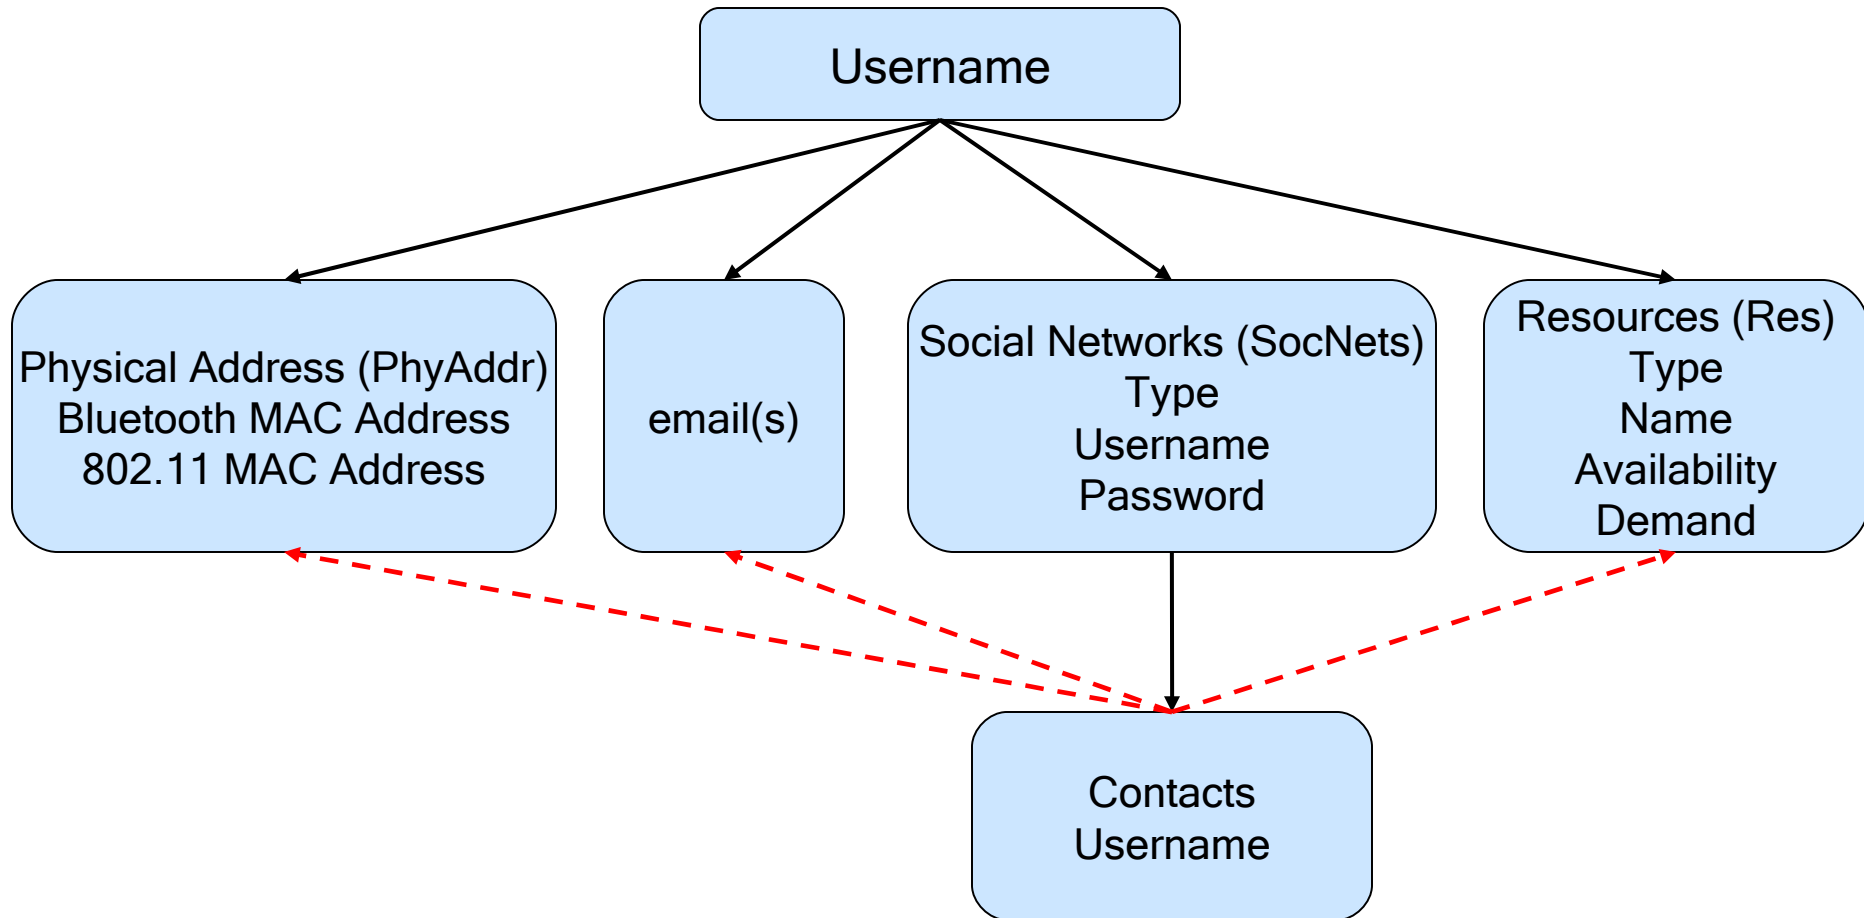 Username
Physical Address (PhyAddr)
Bluetooth MAC Address
802.11 MAC Address
email(s)
Social Networks (SocNets)
Type
Username
Password
Resources (Res)
Type
Name
Availability
Demand
Contacts
Username